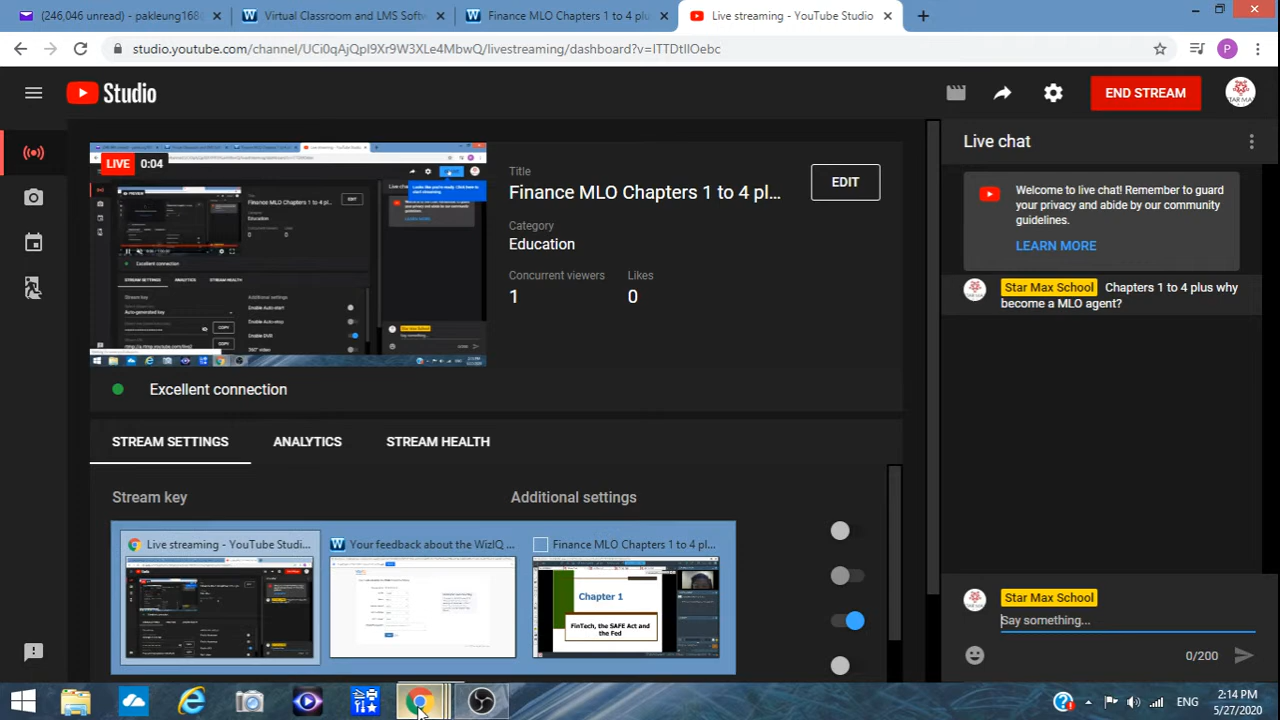 (246,046 unread) - pakleung168
Virtual Classroom and LMS Softw
Finance MLO Chapters 1 to 4 plu
Live streaming - YouTube Studio
studio.youtube.com/channel/UCi0qAjQpI9Xr9W3XLe4MbwQ/livestreaming/dashboard?v=ITTDtIlOebc
P
Studio
END STREAM
STAR MAX
LIVE 0:04
Title
Finance MLO Chapters 1 to 4 pl...
EDIT
Category
Education
Concurrent viewers
Likes
1
0
Excellent connection
STREAM SETTINGS
ANALYTICS
STREAM HEALTH
Stream key
Additional settings
Live streaming - YouTube Studi...
Your feedback about the WizIQ ...
Finance MLO Chapters 1 to 4 pl...
Chapter 1
FinTech, the SAFE Act and
the Fed
Live chat
Welcome to live chat! Remember to guard
your privacy and abide by our community
guidelines.
LEARN MORE
Star Max School Chapters 1 to 4 plus why
become a MLO agent?
Star Max School
Say something...
0/200
ENG
2:14 PM
5/27/2020